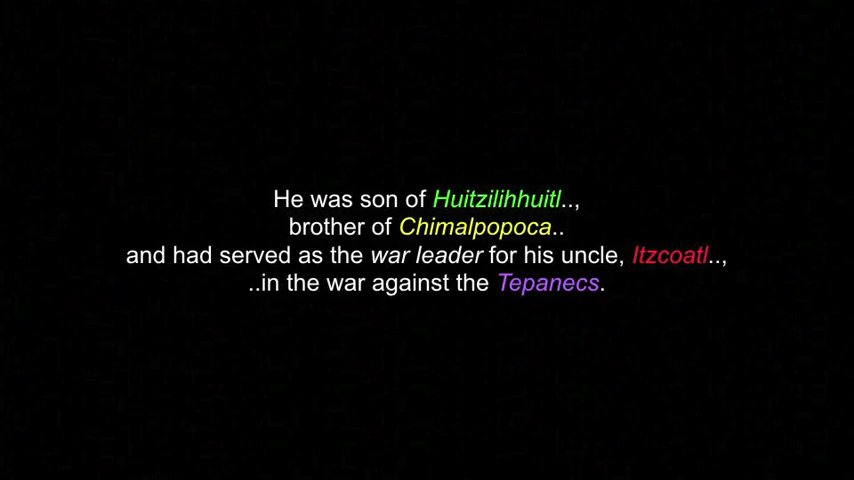 He was son of Huitzilihhuitl..,
brother of Chimalpopoca..
and had served as the war leader for his uncle, Itzcoatl..,
..in the war against the Tepanecs.